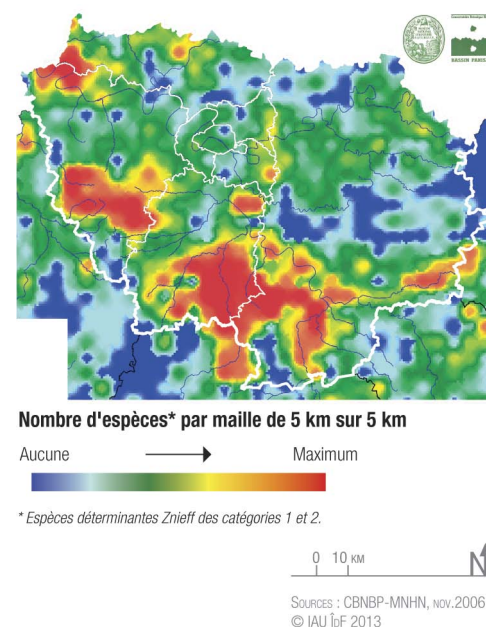 BASSIN PARIS
Nombre d'espèces* par maille de 5 km sur 5 km
Aucune
Maximum
* Espèces déterminantes Znieff des catégories 1 et 2.
0 10 KM
N
SOURCES : CBNBP-MNHN, NOV.2006
© IAU ÎDF 2013